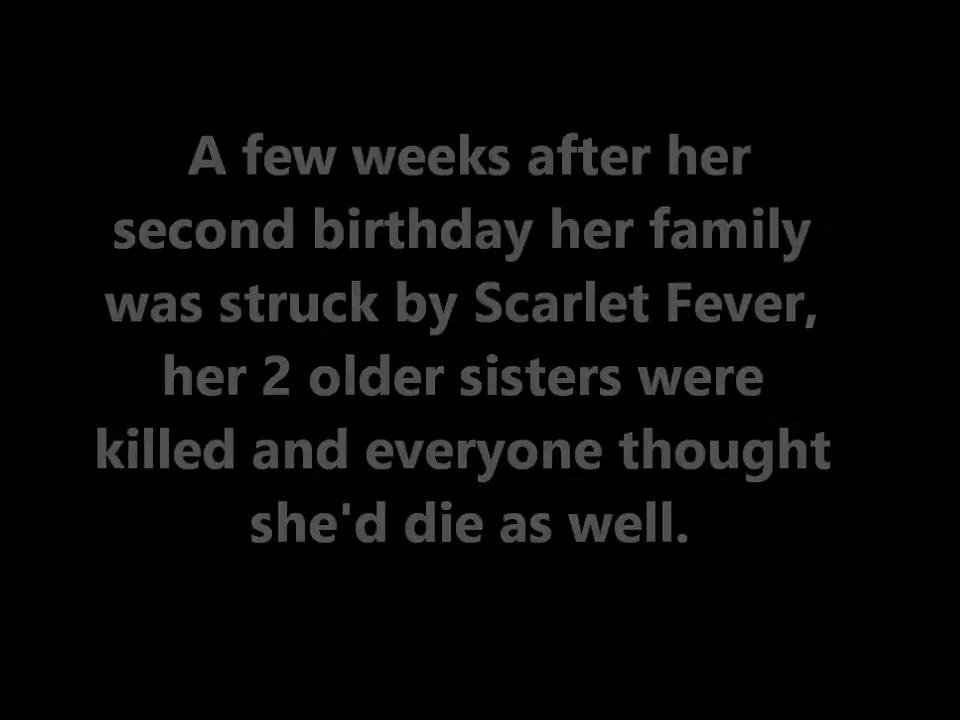 A few weeks after her
second birthday her family
was struck by Scarlet Fever,
her 2 older sisters were
killed and everyone thought
she'd die as well.